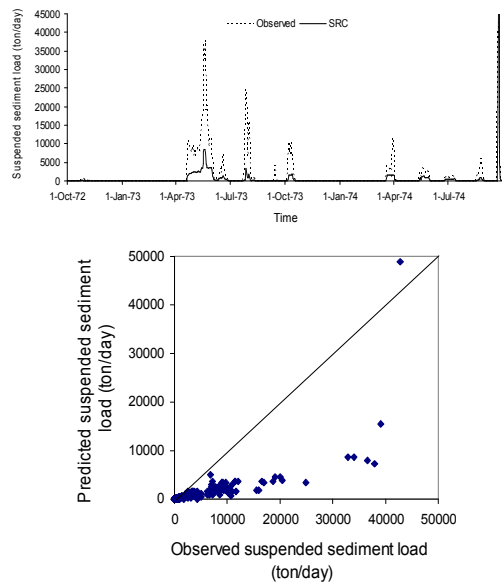 Suspended sediment load (ton/day)
45000
40000
35000
30000
25000
20000
15000
10000
5000
0
Observed SRC
1-Oct-72 1-Jan-73 1-Apr-73 1-Jul-73 1-Oct-73 1-Jan-74 1-Apr-74 1-Jul-74
Time
Predicted suspended sediment
load (ton/day)
50000
40000
30000
20000
10000
0
0 10000 20000 30000 40000 50000
Observed suspended sediment load
(ton/day)